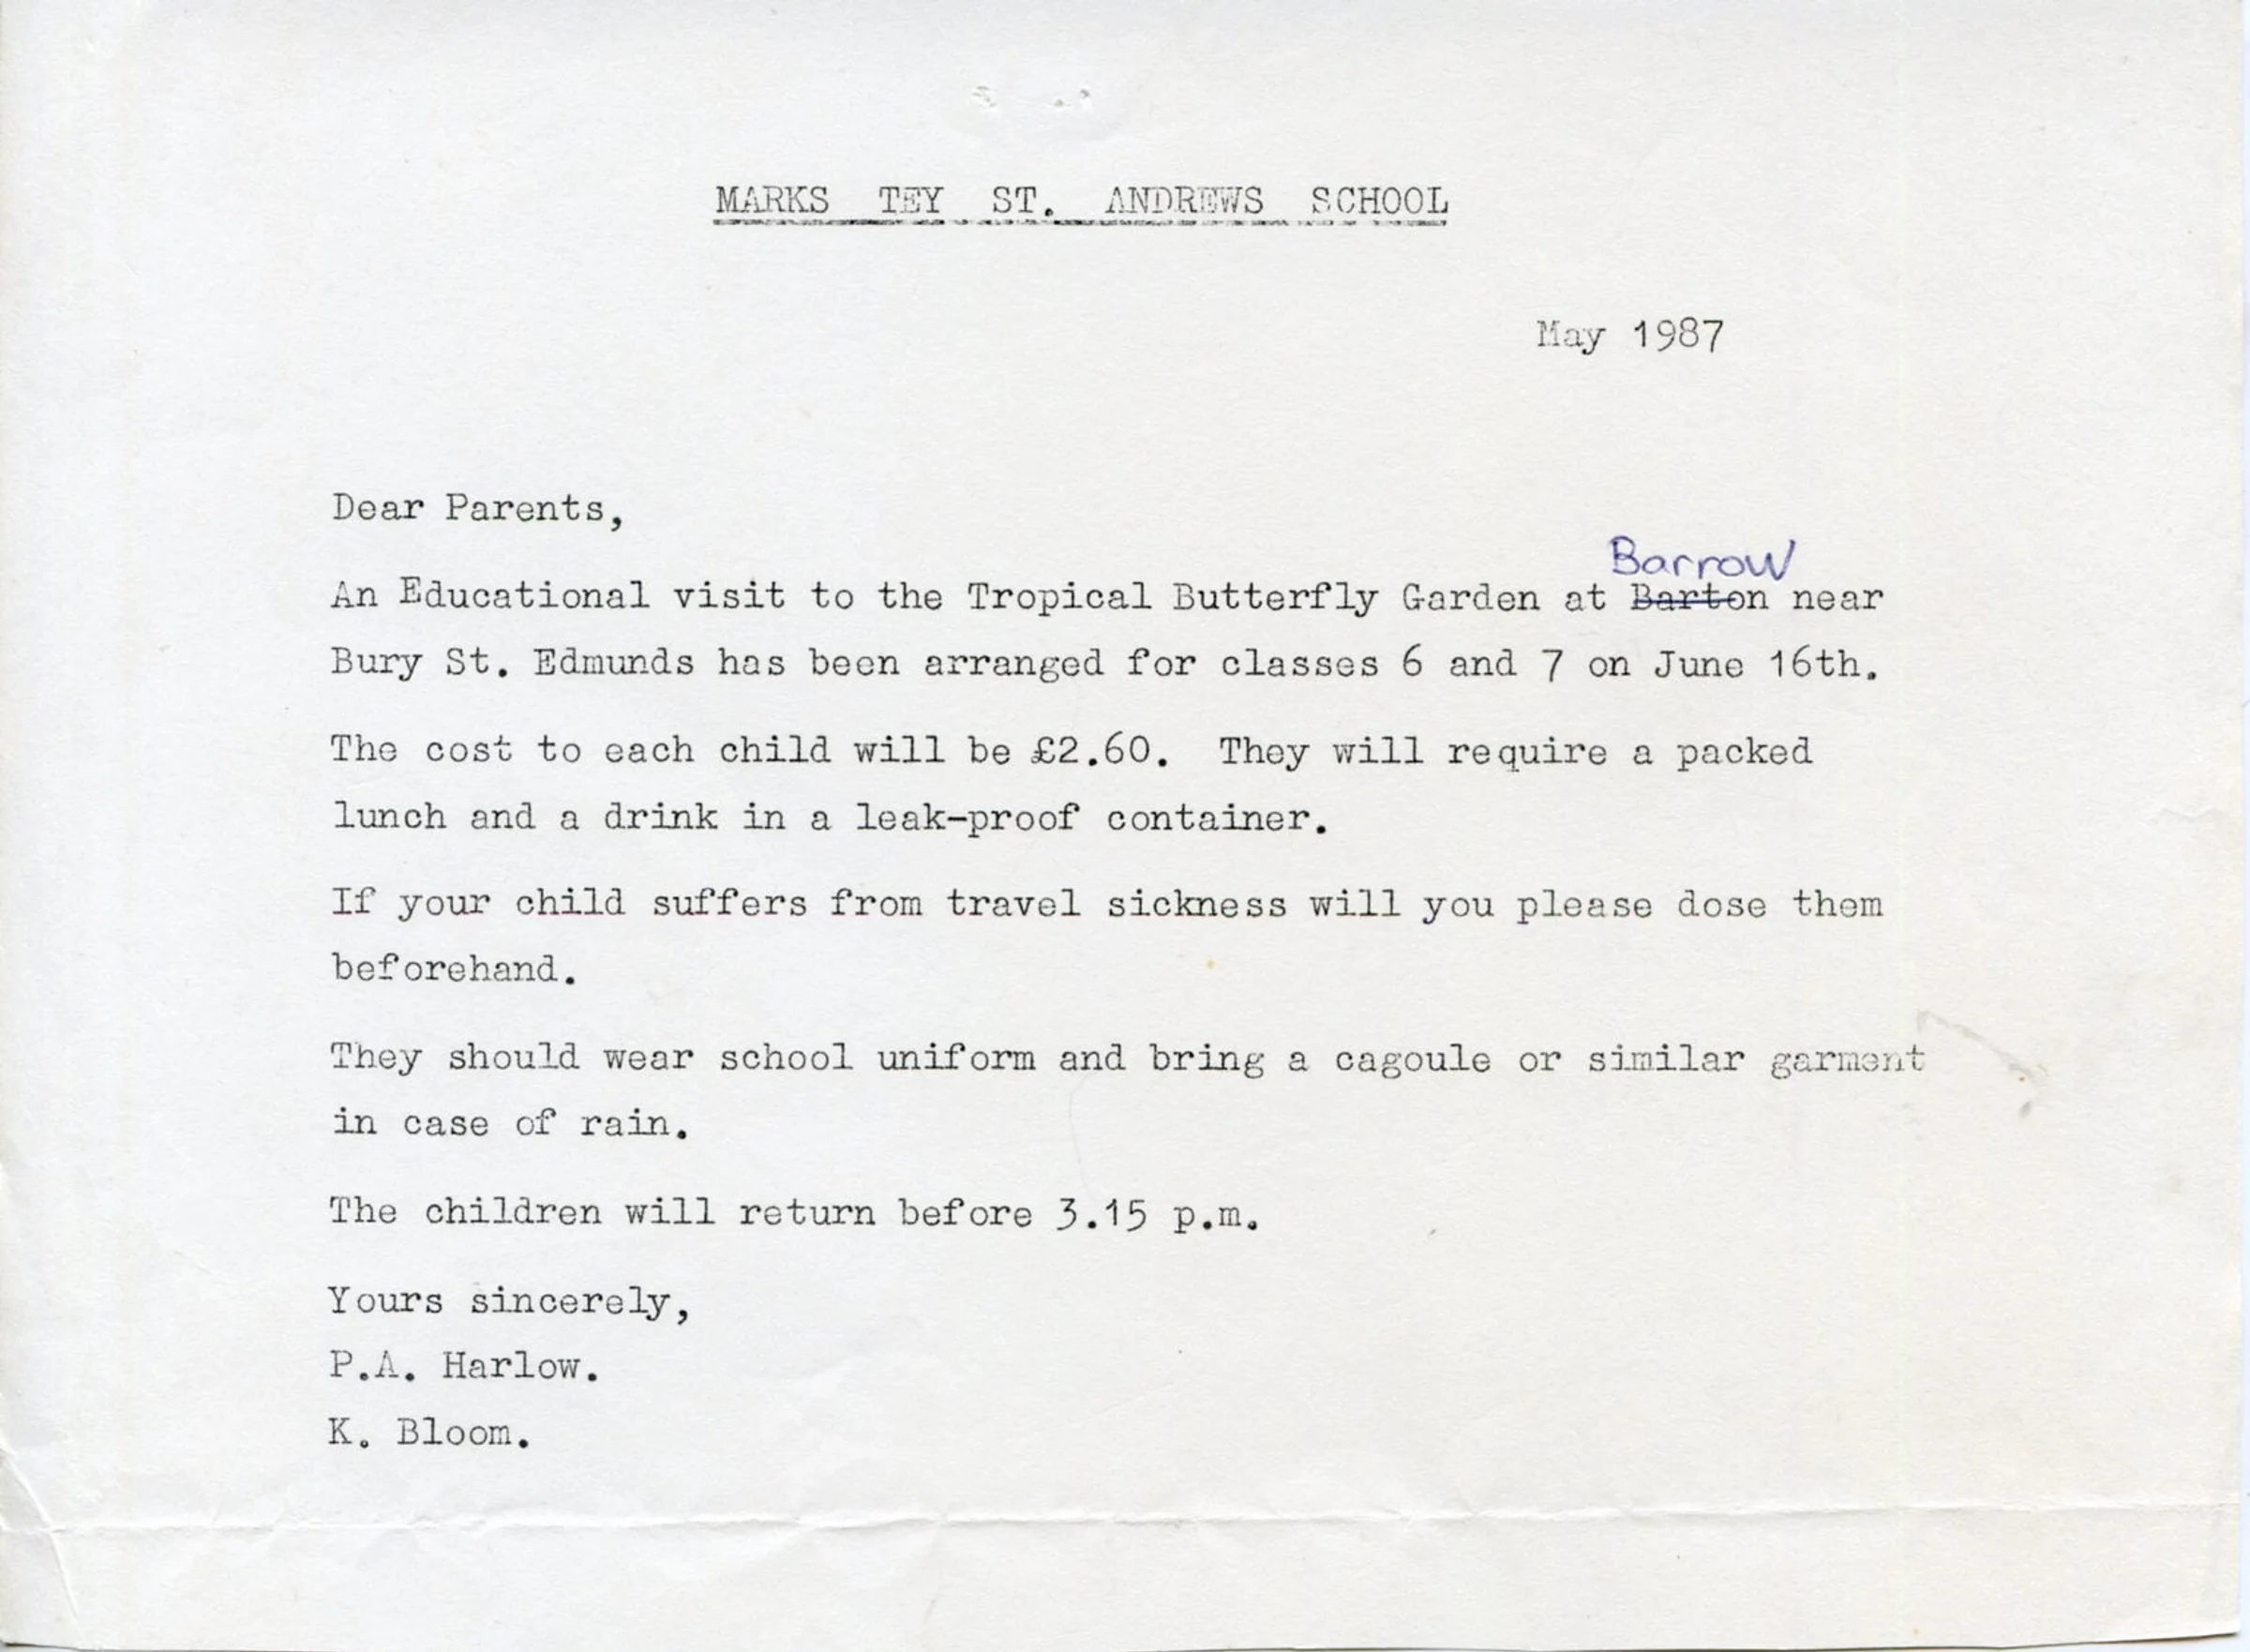 MARKS TEY ST. ANDREWS SCHOOL
May 1987
Dear Parents,
Barrow
An Educational visit to the Tropical Butterfly Garden at Barton near
Bury St. Edmunds has been arranged for classes 6 and 7 on June 16th.
The cost to each child will be £2.60. They will require a packed
lunch and a drink in a leak-proof container.
If your child suffers from travel sickness will you please dose them
beforehand.
They should wear school uniform and bring a cagoule or similar garment
in case of rain.
The children will return before 3.15 p.m.
Yours sincerely,
P.A. Harlow.
K. Bloom.